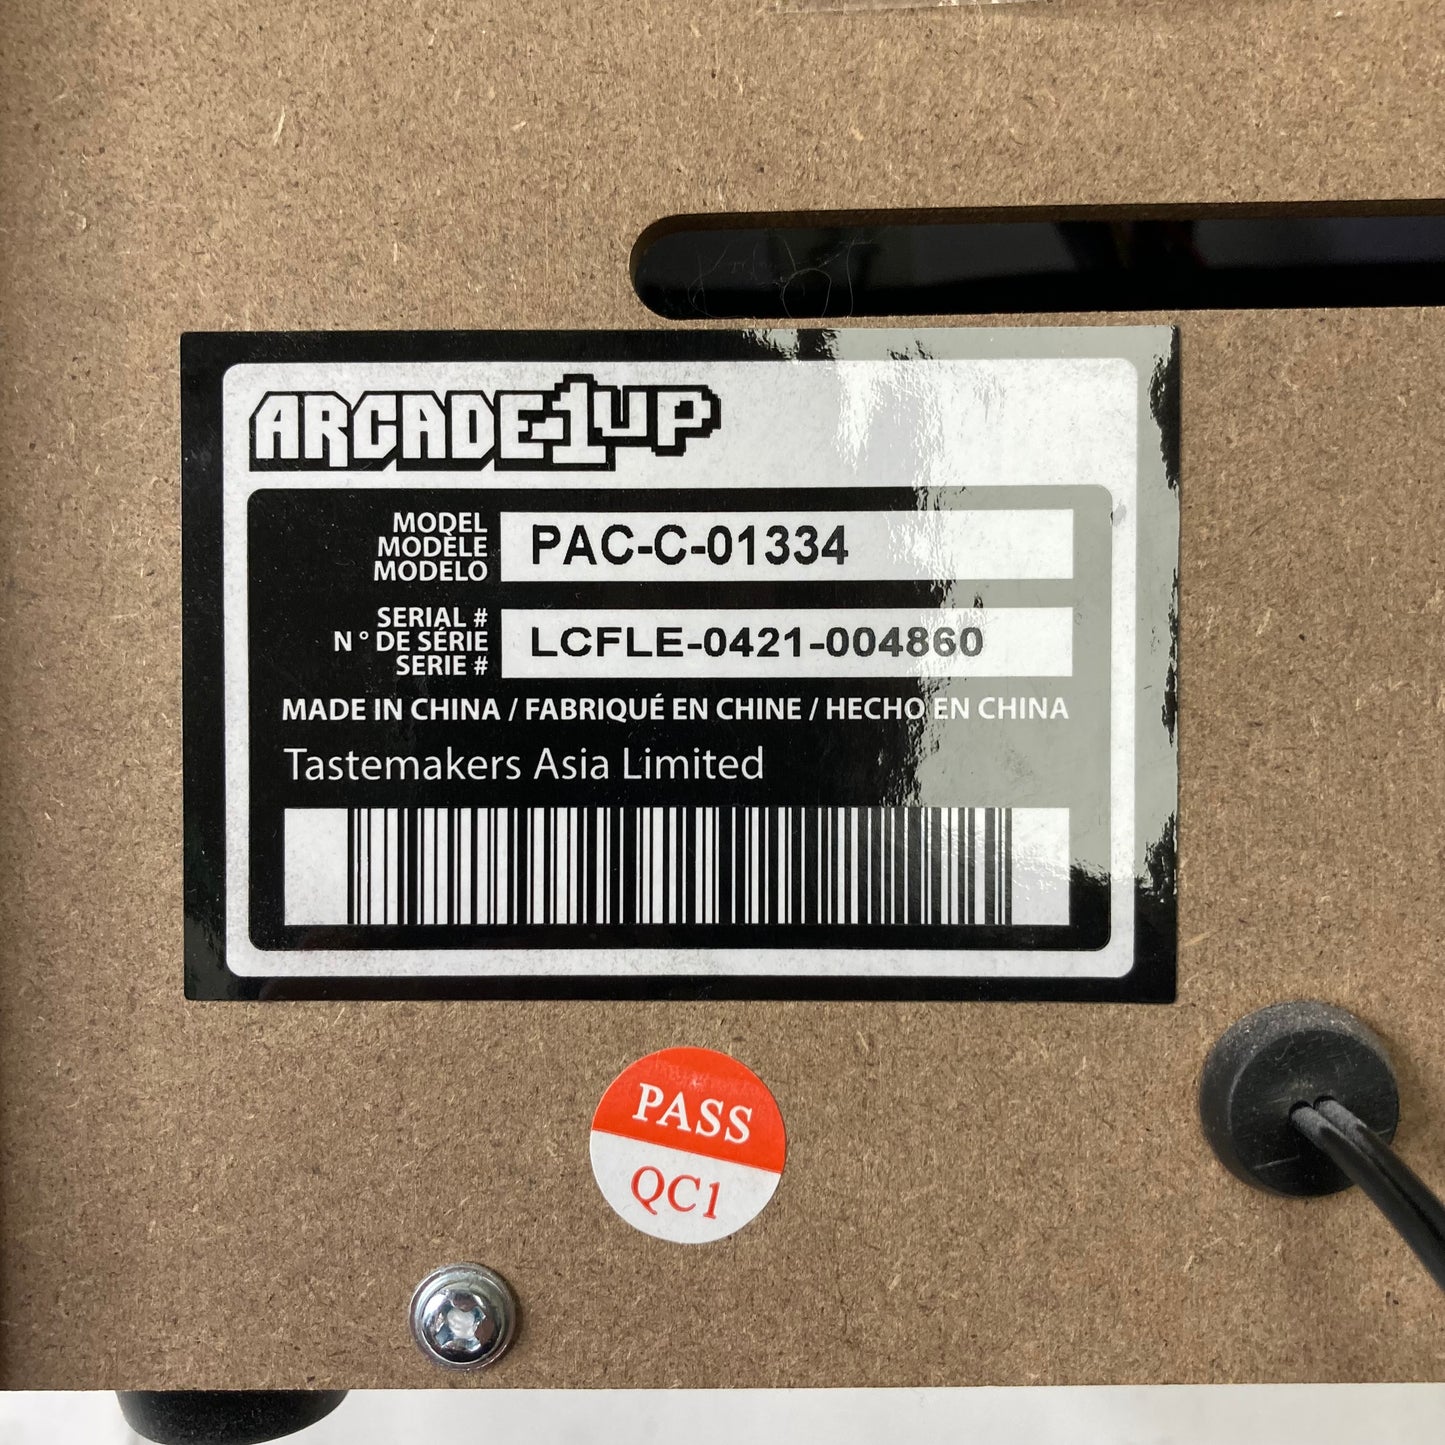 ARCADE1UP
MODEL
MODÈLE
MODELO
PAC-C-01334
SERIAL #
N° DE SÉRIE
SERIE #
LCFLE-0421-004860
MADE IN CHINA / FABRIQUÉ EN CHINE / HECHO EN CHINA
Tastemakers Asia Limited
PASS
QC1